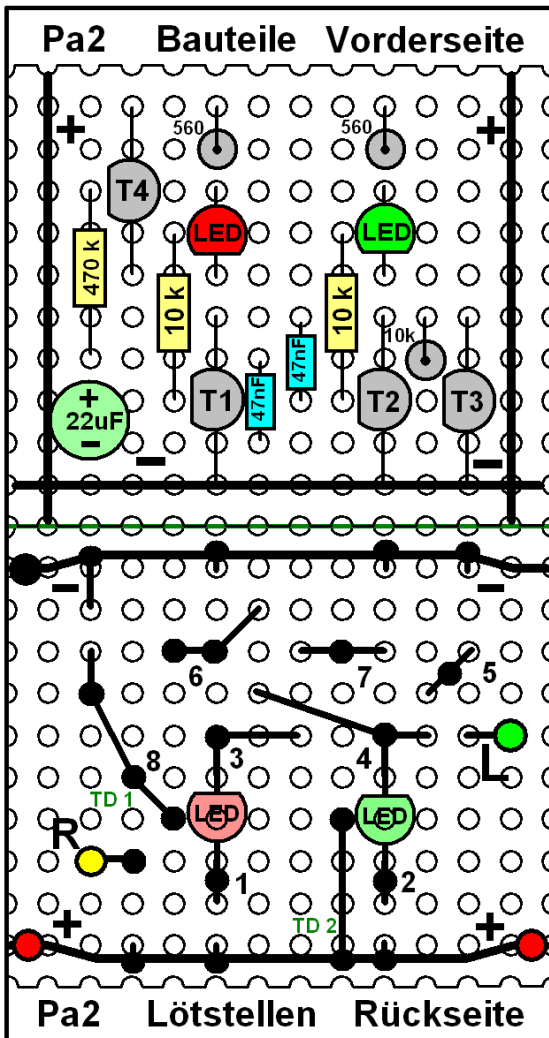 Pa2 Bauteile Vorderseite
+ 560 560 +
T4
LED LED
470 k 10 k 10 k
47nF 10k
+ T1 47nF T2 T3
22uF
−
− −
− −
6 7 5
3 4 L
8
TD 1 LED LED
R
1 2
TD 2
+ +
Pa2 Lötstellen Rückseite